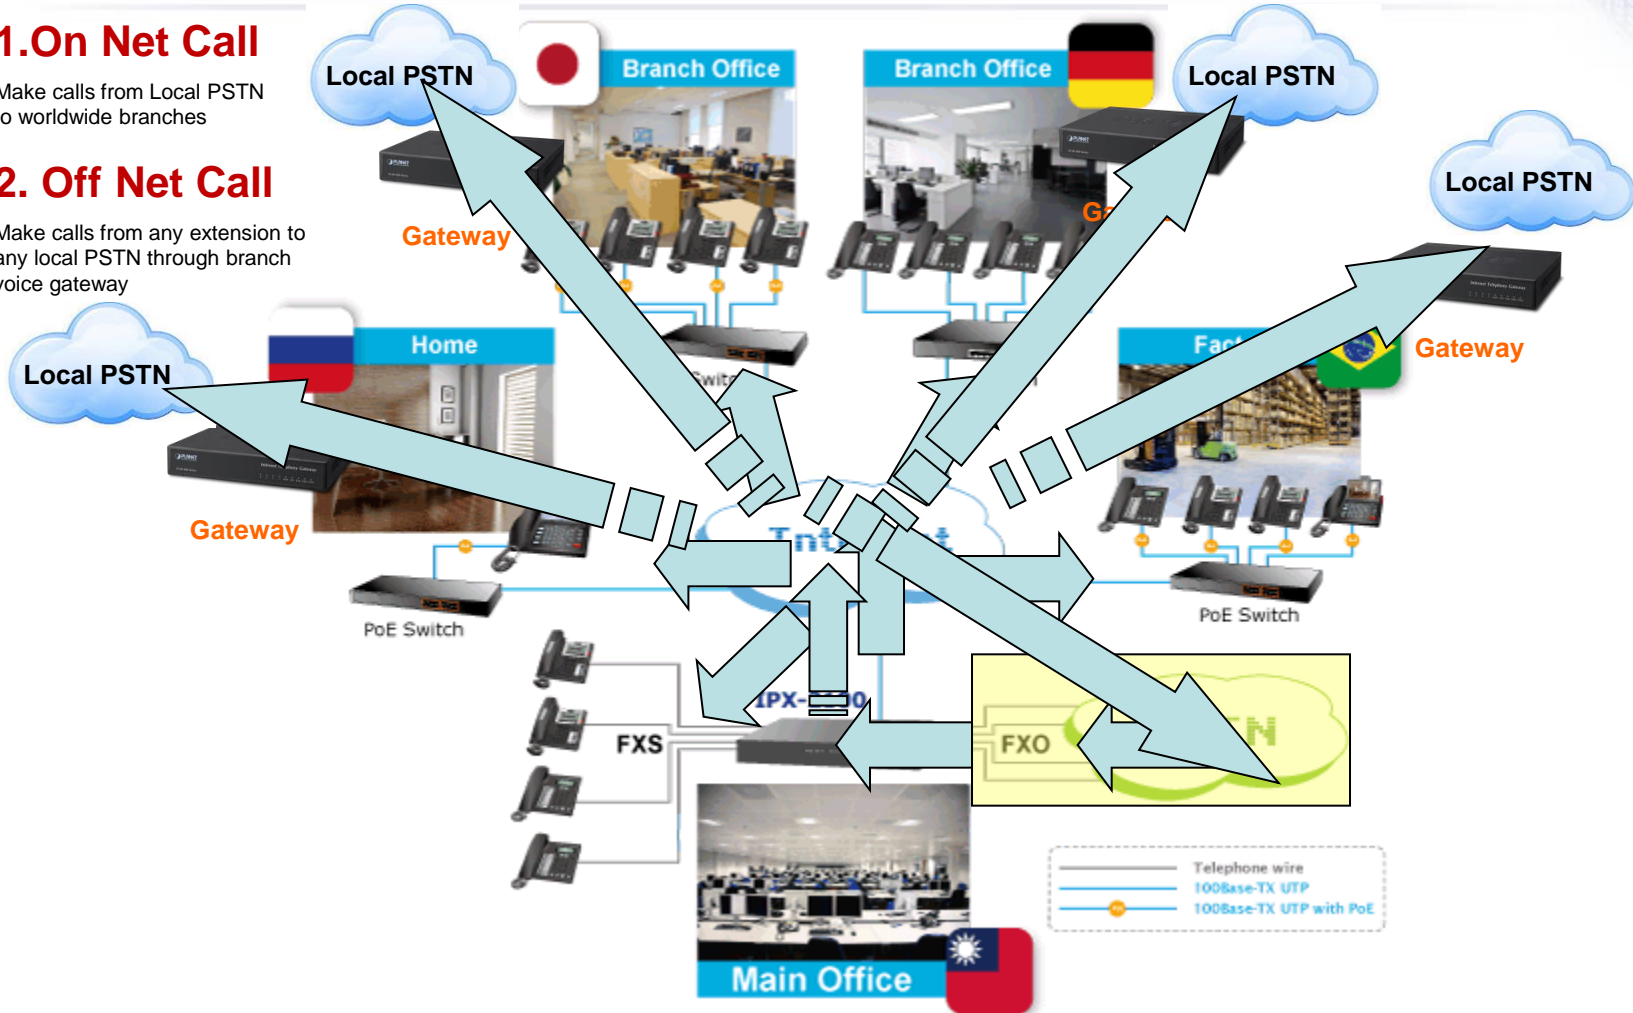 1.On Net Call
Make calls from Local PSTN
to worldwide branches
2. Off Net Call
Make calls from any extension to
any local PSTN through branch
voice gateway
Local PSTN
Branch Office
Branch Office
Local PSTN
Local PSTN
Gateway
Local PSTN
Home
Gateway
Gateway
PoE Switch
PoE Switch
FXS
FXO
Main Office
Telephone wire
100Base-TX UTP
100Base-TX UTP with PoE